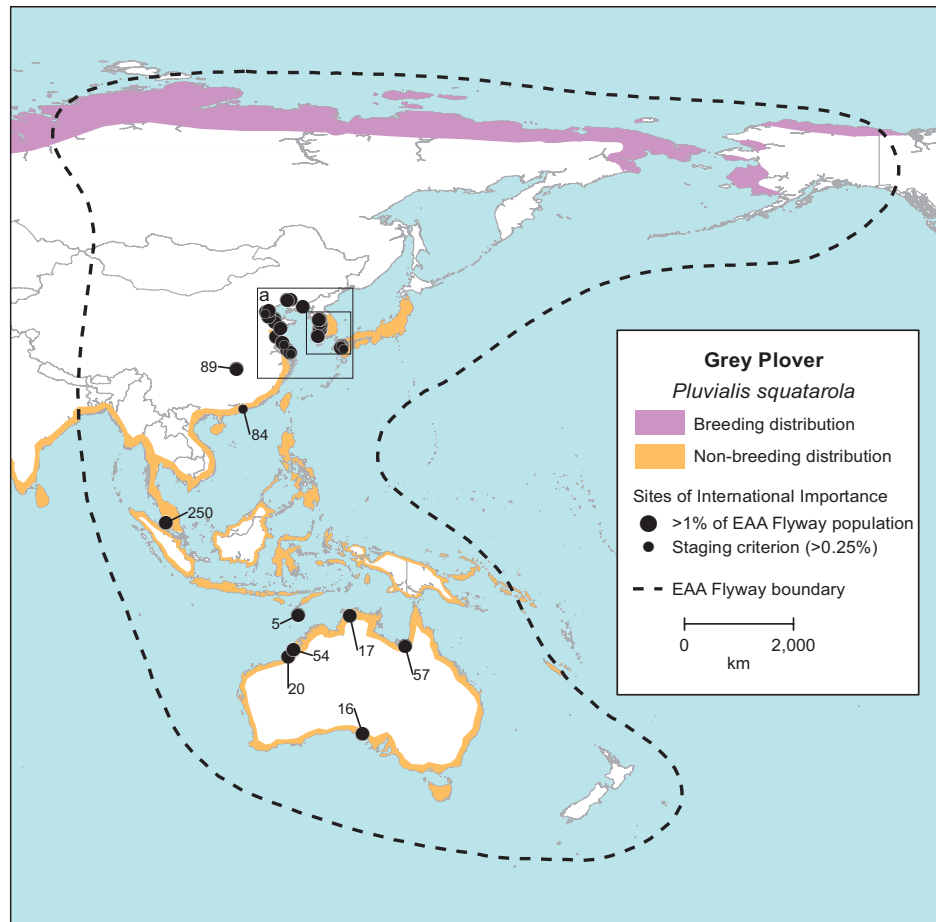 a
89
84
250
5
54
17
20
57
16
Grey Plover
Pluvialis squatarola
Breeding distribution
Non-breeding distribution
Sites of International Importance
>1% of EAA Flyway population
Staging criterion (>0.25%)
EAA Flyway boundary
0 2,000
km